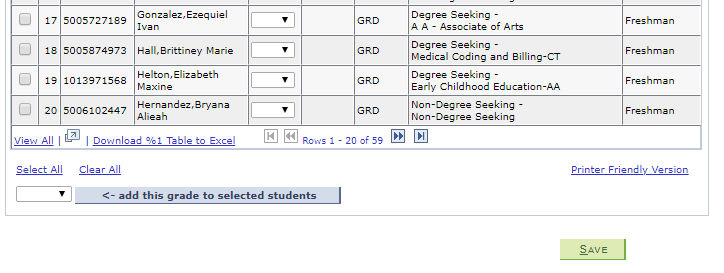 17 5005727189 Gonzalez,Ezequiel Ivan GRD Degree Seeking - A A - Associate of Arts Freshman
18 5005874973 Hall,Brittiney Marie GRD Degree Seeking - Medical Coding and Billing-CT Freshman
19 1013971568 Helton,Elizabeth Maxine GRD Degree Seeking - Early Childhood Education-AA Freshman
20 5006102447 Hernandez,Bryana Alieah GRD Non-Degree Seeking - Non-Degree Seeking Freshman
View All | | Download %1 Table to Excel Rows 1 - 20 of 59
Select All Clear All Printer Friendly Version
<- add this grade to selected students
SAVE